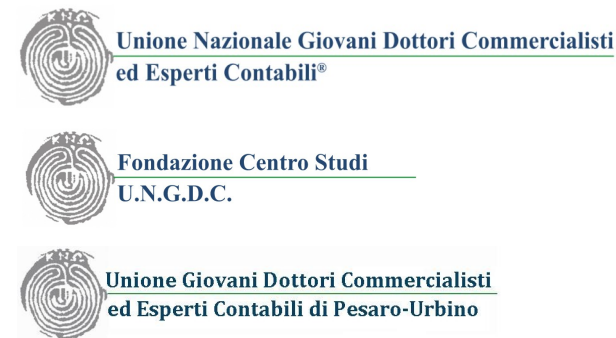 Unione Nazionale Giovani Dottori Commercialisti
ed Esperti Contabili®
Fondazione Centro Studi
U.N.G.D.C.
Unione Giovani Dottori Commercialisti
ed Esperti Contabili di Pesaro-Urbino